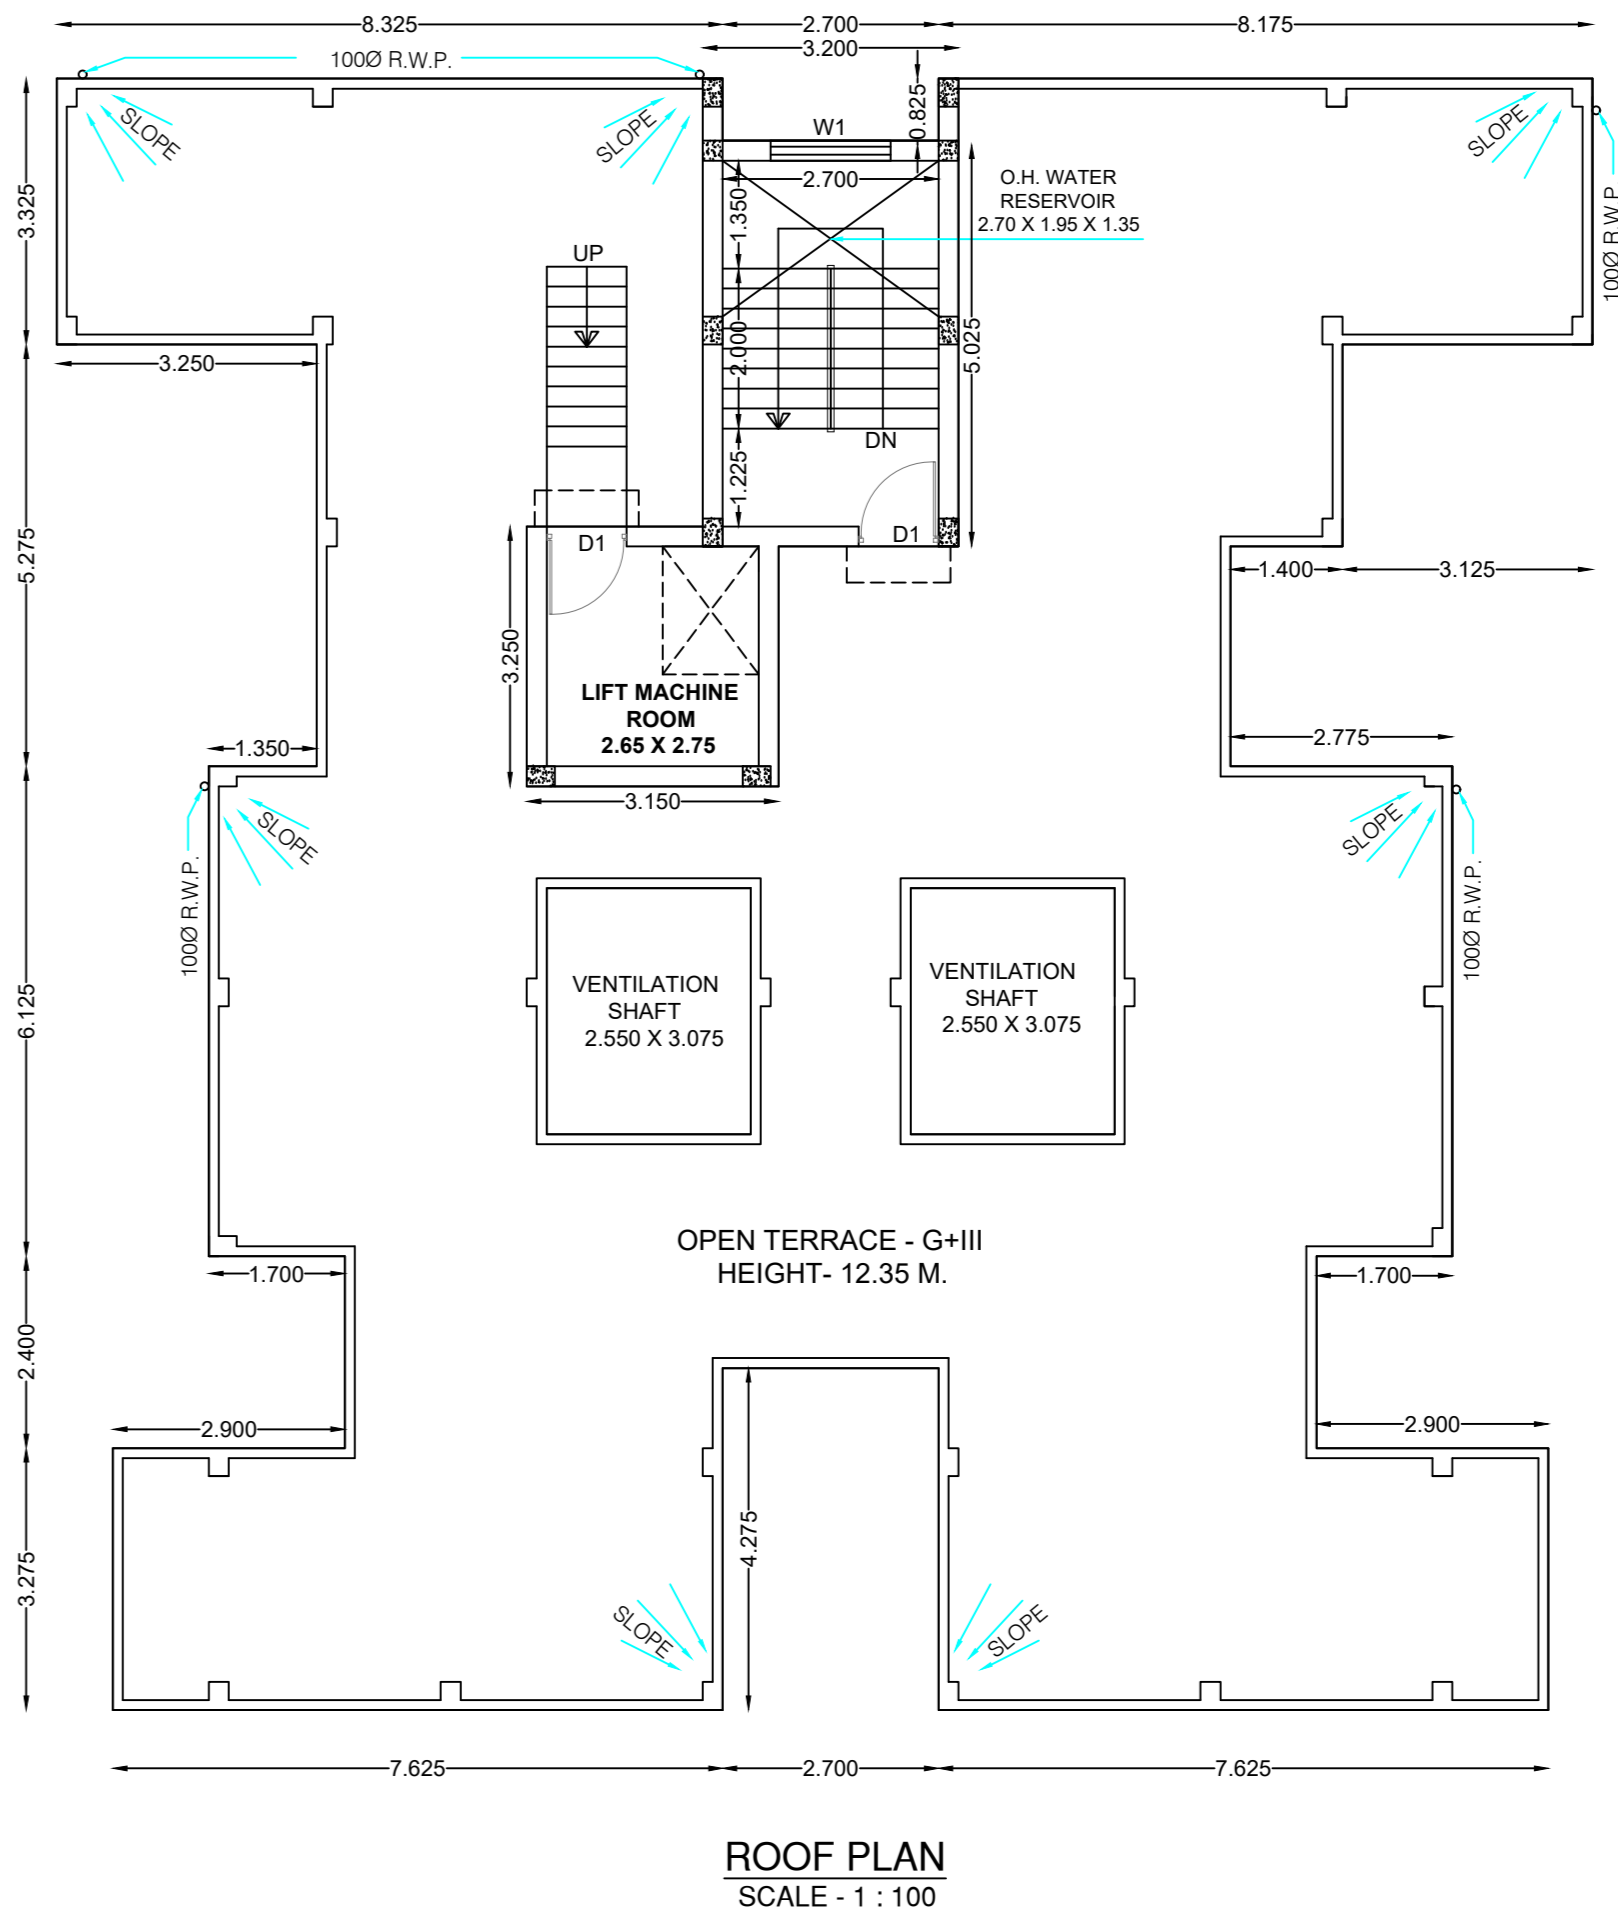 8.325
2.700
8.175
3.200
100Ø R.W.P.
0.825
SLOPE
SLOPE
SLOPE
W1
2.700
O.H. WATER
RESERVOIR
2.70 X 1.95 X 1.35
100Ø R.W.P.
3.325
1.350
UP
2.000
5.025
3.250
DN
1.225
D1
D1
5.275
1.400
3.125
3.250
LIFT MACHINE
ROOM
2.65 X 2.75
1.350
2.775
3.150
SLOPE
SLOPE
100Ø R.W.P.
100Ø R.W.P.
6.125
VENTILATION
SHAFT
2.550 X 3.075
VENTILATION
SHAFT
2.550 X 3.075
OPEN TERRACE - G+III
HEIGHT- 12.35 M.
1.700
1.700
2.400
2.900
2.900
4.275
3.275
SLOPE
SLOPE
7.625
2.700
7.625
ROOF PLAN
SCALE - 1 : 100